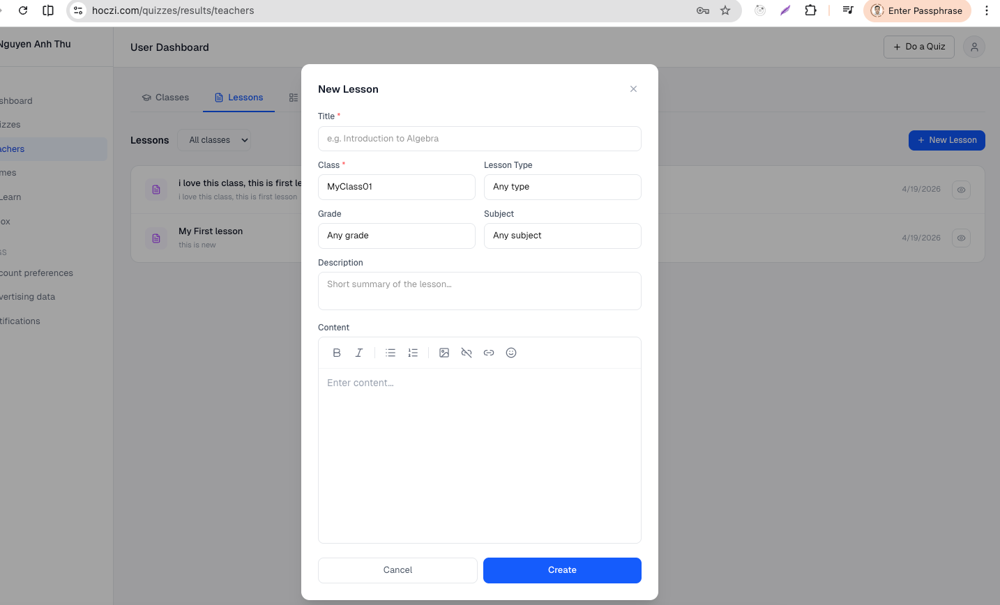 hoczi.com/quizzes/results/teachers
Enter Passphrase
Nguyen Anh Thu
User Dashboard
Do a Quiz
Classes
Lessons
shboard
izzes
achers
mes
Learn
ox
GS
count preferences
vertising data
tifications
Lessons
All classes
New Lesson
i love this class, this is first le
i love this class, this is first lesson
4/19/2026
My First lesson
this is new
4/19/2026
New Lesson
Title *
e.g. Introduction to Algebra
Class * Lesson Type
MyClass01 Any type
Grade Subject
Any grade Any subject
Description
Short summary of the lesson...
Content
Enter content...
Cancel Create